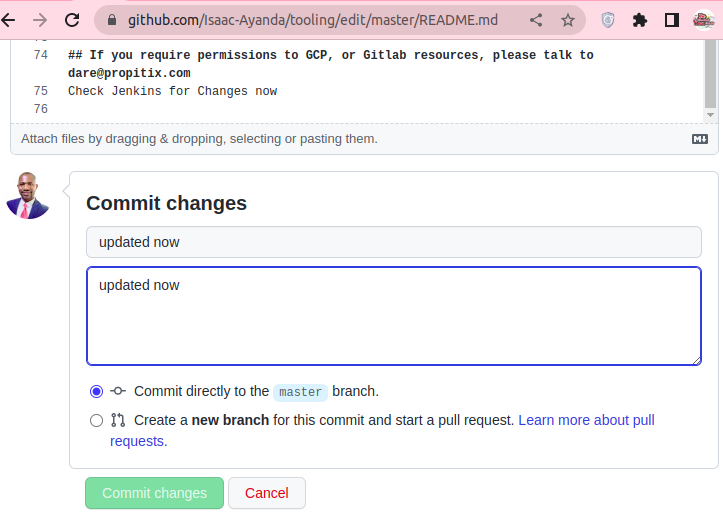 github.com/Isaac-Ayanda/tooling/edit/master/README.md
74 ## If you require permissions to GCP, or Gitlab resources, please talk to
dare@propitix.com
75 Check Jenkins for Changes now
76
Attach files by dragging & dropping, selecting or pasting them.
Commit changes
updated now
updated now
Commit directly to the master branch.
Create a new branch for this commit and start a pull request. Learn more about pull
requests.
Commit changes Cancel